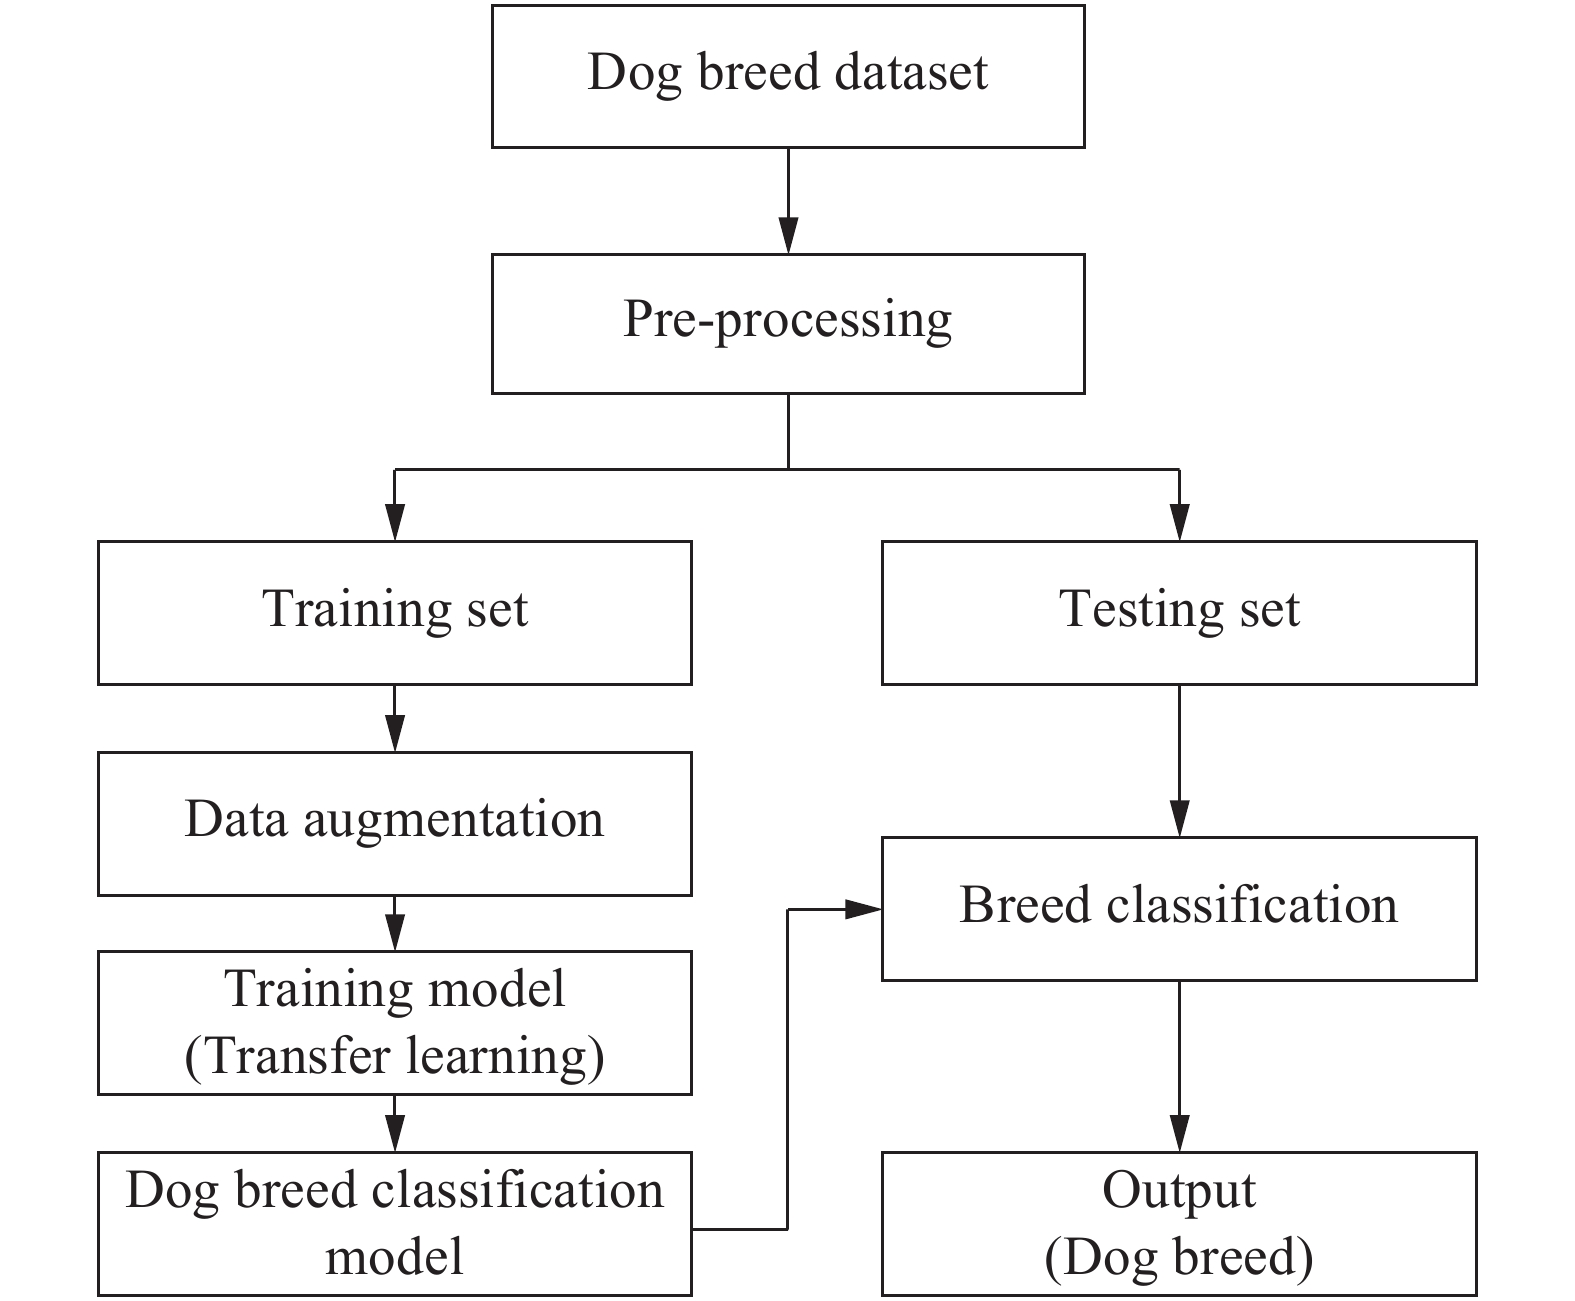 Dog breed dataset
Pre-processing
Training set
Testing set
Data augmentation
Breed classification
Training model
(Transfer learning)
Dog breed classification
model
Output
(Dog breed)